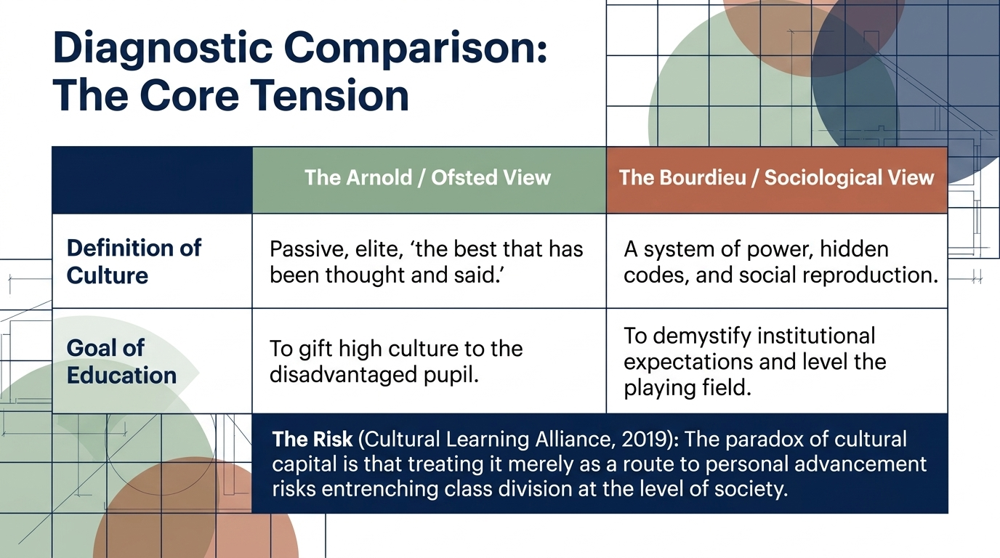 Diagnostic Comparison:
The Core Tension
The Arnold / Ofsted View
The Bourdieu / Sociological View
Definition of
Culture
Passive, elite, ‘the best that has
been thought and said.’
A system of power, hidden
codes, and social reproduction.
Goal of
Education
To gift high culture to the
disadvantaged pupil.
To demystify institutional
expectations and level the
playing field.
The Risk (Cultural Learning Alliance, 2019): The paradox of cultural
capital is that treating it merely as a route to personal advancement
risks entrenching class division at the level of society.